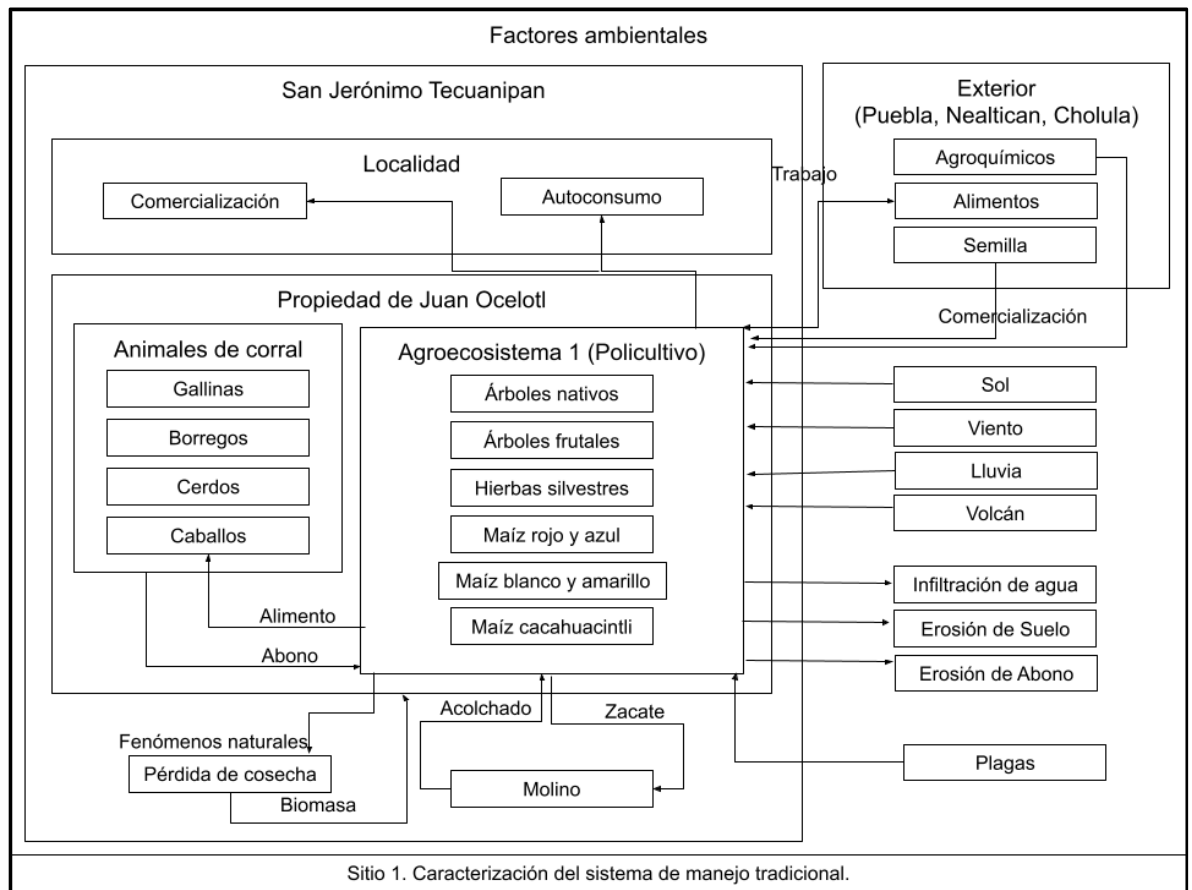 Factores ambientales
San Jerónimo Tecuanipan
Exterior
(Puebla, Nealtican, Cholula)
Localidad
Comercialización
Autoconsumo
Trabajo
Agroquímicos
Alimentos
Semilla
Comercialización
Propiedad de Juan Ocelotl
Animales de corral
Gallinas
Borregos
Cerdos
Caballos
Agroecosistema 1 (Policultivo)
Árboles nativos
Árboles frutales
Hierbas silvestres
Maíz rojo y azul
Maíz blanco y amarillo
Maíz cacahuacintli
Sol
Viento
Lluvia
Volcán
Infiltración de agua
Erosión de Suelo
Erosión de Abono
Alimento
Abono
Acolchado
Zacate
Fenómenos naturales
Pérdida de cosecha
Biomasa
Molino
Plagas
Sitio 1. Caracterización del sistema de manejo tradicional.